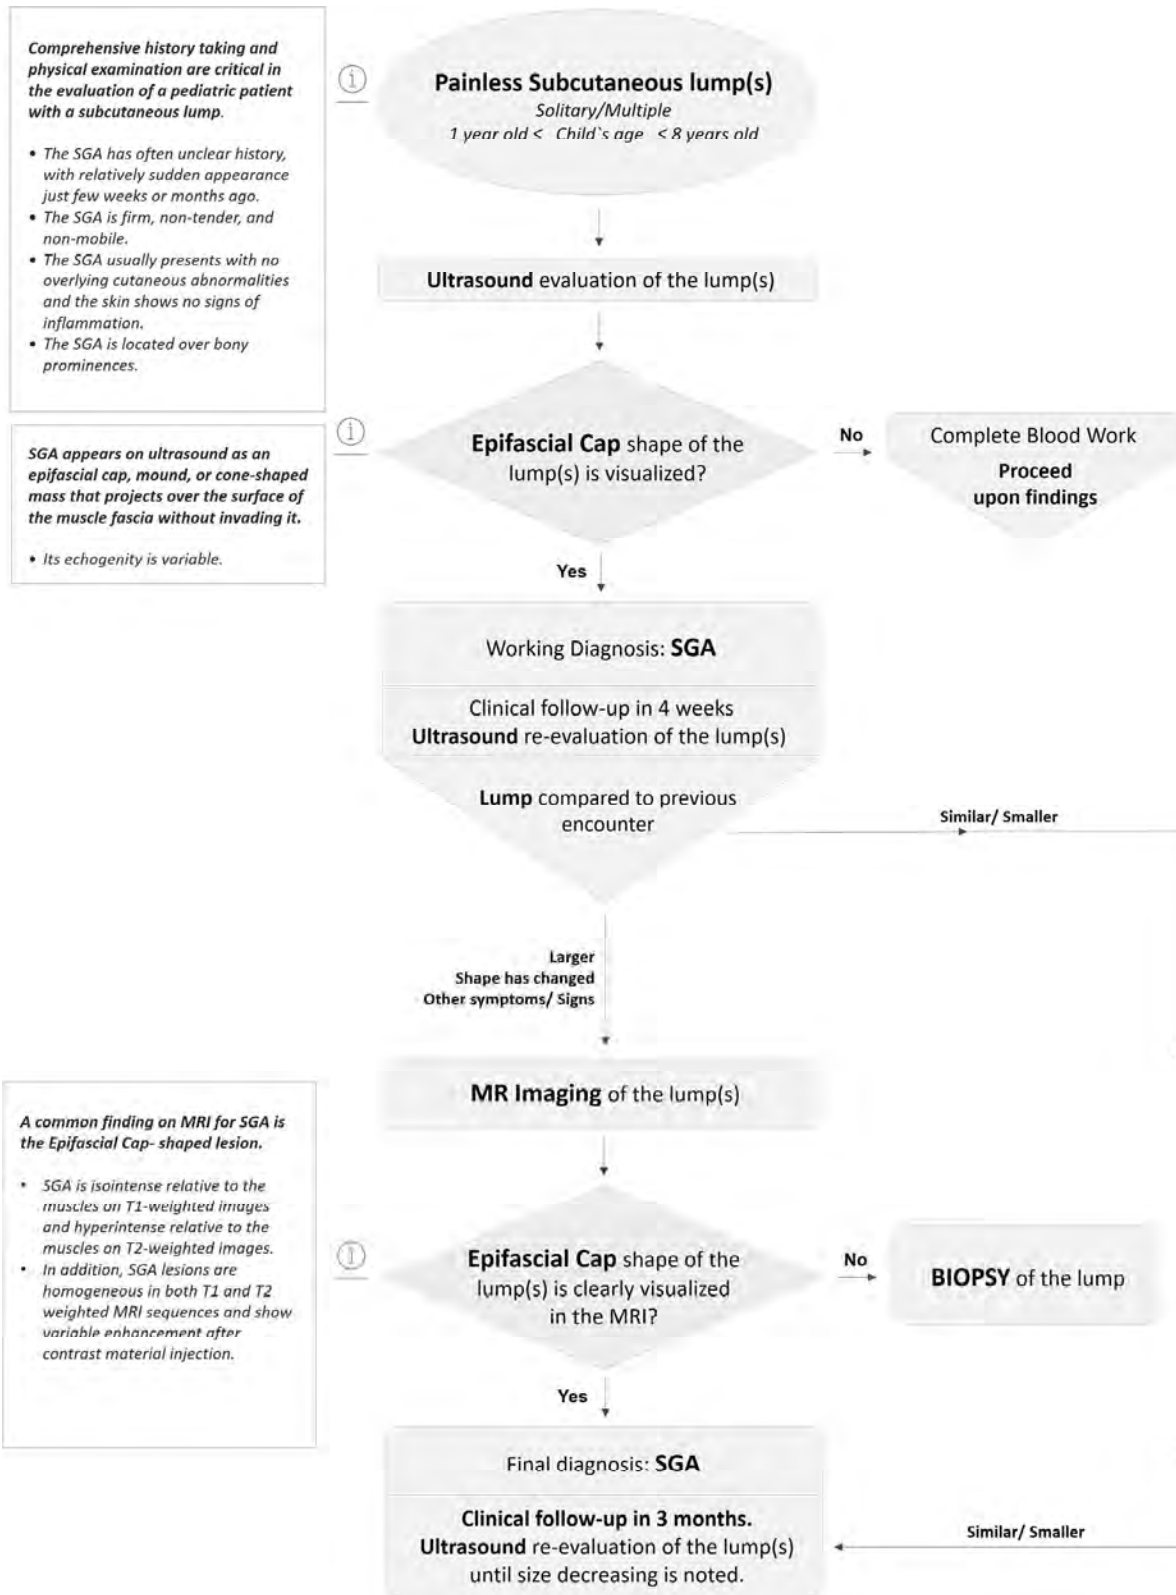 Comprehensive history taking and
physical examination are critical in
the evaluation of a pediatric patient
with a subcutaneous lump.
• The SGA has often unclear history,
with relatively sudden appearance
just few weeks or months ago.
• The SGA is firm, non-tender, and
non-mobile.
• The SGA usually presents with no
overlying cutaneous abnormalities
and the skin shows no signs of
inflammation.
• The SGA is located over bony
prominences.
i
Painless Subcutaneous lump(s)
Solitary/Multiple
1 year old < Child`s age < 8 years old
Ultrasound evaluation of the lump(s)
SGA appears on ultrasound as an
epifascial cap, mound, or cone-shaped
mass that projects over the surface of
the muscle fascia without invading it.
• Its echogenity is variable.
i
Epifascial Cap shape of the
lump(s) is visualized?
No
Complete Blood Work
Proceed
upon findings
Yes
Working Diagnosis: SGA
Clinical follow-up in 4 weeks
Ultrasound re-evaluation of the lump(s)
Lump compared to previous
encounter
Similar/ Smaller
Larger
Shape has changed
Other symptoms/ Signs
MR Imaging of the lump(s)
A common finding on MRI for SGA is
the Epifascial Cap- shaped lesion.
• SGA is isointense relative to the
muscles on T1-weighted images
and hyperintense relative to the
muscles on T2-weighted images.
• In addition, SGA lesions are
homogeneous in both T1 and T2
weighted MRI sequences and show
variable enhancement after
contrast material injection.
i
Epifascial Cap shape of the
lump(s) is clearly visualized
in the MRI?
No
BIOPSY of the lump
Yes
Final diagnosis: SGA
Clinical follow-up in 3 months.
Ultrasound re-evaluation of the lump(s)
until size decreasing is noted.
Similar/ Smaller